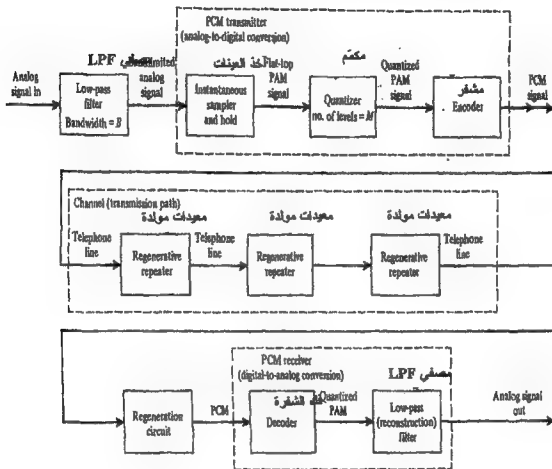 PCM transmitter
(analog-to-digital conversion)
Analog
signal in
مصفي LPF
Low-pass
filter
Bandwidth = B
analog
signal
أخذ العينات
Instantaneous
sampler
and hold
Flat-top
PAM
signal
مكمّم
Quantizer
no. of levels = M
Quantized
PAM
signal
مشفر
Encoder
PCM
signal
Channel (transmission path)
معيدات مولدة
معيدات مولدة
معيدات مولدة
Telephone
line
Regenerative
repeater
Telephone
line
Regenerative
repeater
Regenerative
repeater
Telephone
line
PCM receiver
(digital-to-analog conversion)
مصفي LPF
Regeneration
circuit
PCM
الشفرة
Decoder
Quantized
PAM
Low-pass
(reconstruction)
filter
Analog signal
out